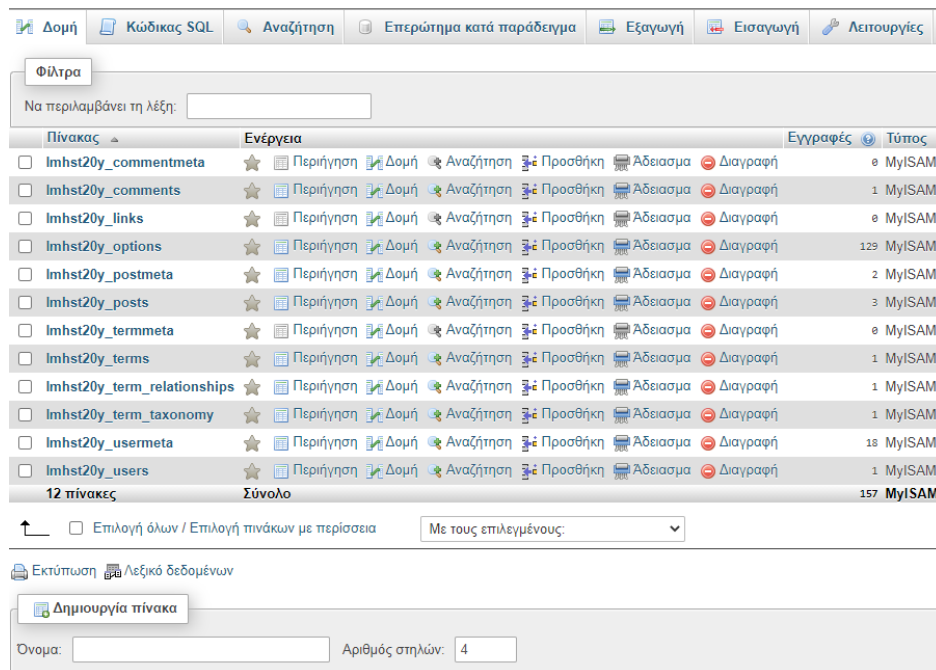 Δομή Κώδικας SQL Αναζήτηση Επερώτημα κατά παράδειγμα Εξαγωγή Εισαγωγή Λειτουργίες
Φίλτρα
Να περιλαμβάνει τη λέξη:
Πίνακας Ενέργεια Εγγραφές Τύπος
lmhst20y_commentmeta Περιήγηση Δομή Αναζήτηση Προσθήκη Άδειασμα Διαγραφή 0 MyISAM
lmhst20y_comments Περιήγηση Δομή Αναζήτηση Προσθήκη Άδειασμα Διαγραφή 1 MyISAM
lmhst20y_links Περιήγηση Δομή Αναζήτηση Προσθήκη Άδειασμα Διαγραφή 0 MyISAM
lmhst20y_options Περιήγηση Δομή Αναζήτηση Προσθήκη Άδειασμα Διαγραφή 129 MyISAM
lmhst20y_postmeta Περιήγηση Δομή Αναζήτηση Προσθήκη Άδειασμα Διαγραφή 2 MyISAM
lmhst20y_posts Περιήγηση Δομή Αναζήτηση Προσθήκη Άδειασμα Διαγραφή 3 MyISAM
lmhst20y_termmeta Περιήγηση Δομή Αναζήτηση Προσθήκη Άδειασμα Διαγραφή 0 MyISAM
lmhst20y_terms Περιήγηση Δομή Αναζήτηση Προσθήκη Άδειασμα Διαγραφή 1 MyISAM
lmhst20y_term_relationships Περιήγηση Δομή Αναζήτηση Προσθήκη Άδειασμα Διαγραφή 1 MyISAM
lmhst20y_term_taxonomy Περιήγηση Δομή Αναζήτηση Προσθήκη Άδειασμα Διαγραφή 1 MyISAM
lmhst20y_usermeta Περιήγηση Δομή Αναζήτηση Προσθήκη Άδειασμα Διαγραφή 18 MyISAM
lmhst20y_users Περιήγηση Δομή Αναζήτηση Προσθήκη Άδειασμα Διαγραφή 1 MyISAM
12 πίνακες Σύνολο 157 MyISAM
Επιλογή όλων / Επιλογή πινάκων με περίσσεια Με τους επιλεγμένους:
Εκτύπωση Λεξικό δεδομένων
Δημιουργία πίνακα
Όνομα: Αριθμός στηλών: 4